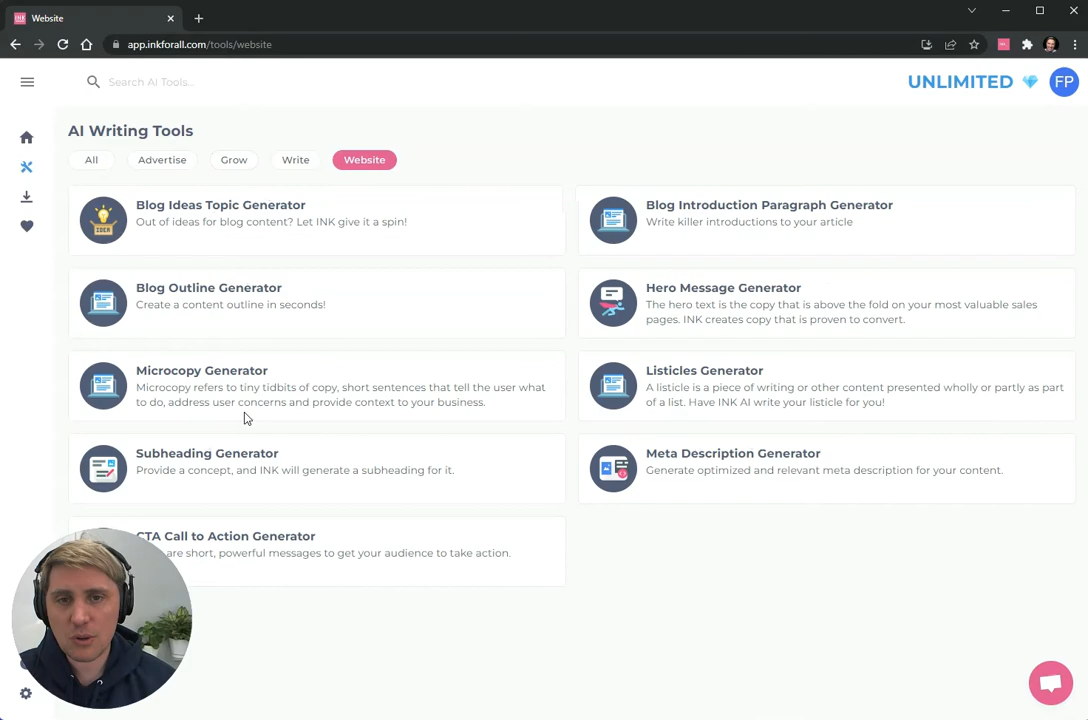 Website
app.inkforall.com/tools/website
Search AI Tools...
UNLIMITED
FP
AI Writing Tools
All
Advertise
Grow
Write
Website
Blog Ideas Topic Generator
Out of ideas for blog content? Let INK give it a spin!
Blog Introduction Paragraph Generator
Write killer introductions to your article
Blog Outline Generator
Create a content outline in seconds!
Hero Message Generator
The hero text is the copy that is above the fold on your most valuable sales
pages. INK creates copy that is proven to convert.
Microcopy Generator
Microcopy refers to tiny tidbits of copy, short sentences that tell the user what
to do, address user concerns and provide context to your business.
Listicles Generator
A listicle is a piece of writing or other content presented wholly or partly as part
of a list. Have INK AI write your listicle for you!
Subheading Generator
Provide a concept, and INK will generate a subheading for it.
Meta Description Generator
Generate optimized and relevant meta description for your content.
CTA Call to Action Generator
are short, powerful messages to get your audience to take action.